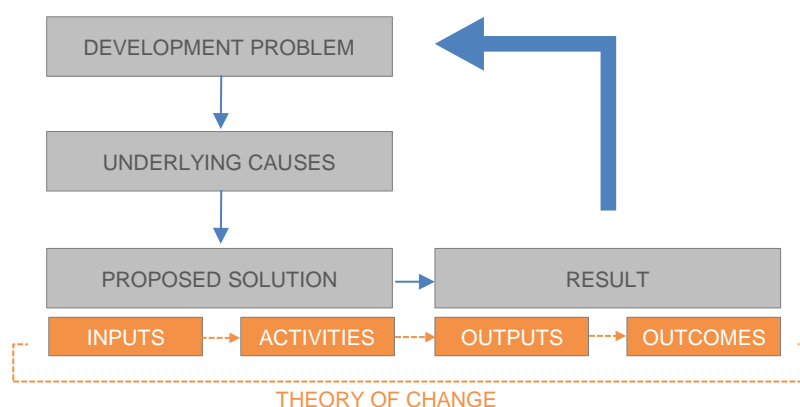 DEVELOPMENT PROBLEM
UNDERLYING CAUSES
PROPOSED SOLUTION
RESULT
INPUTS
ACTIVITIES
OUTPUTS
OUTCOMES
THEORY OF CHANGE